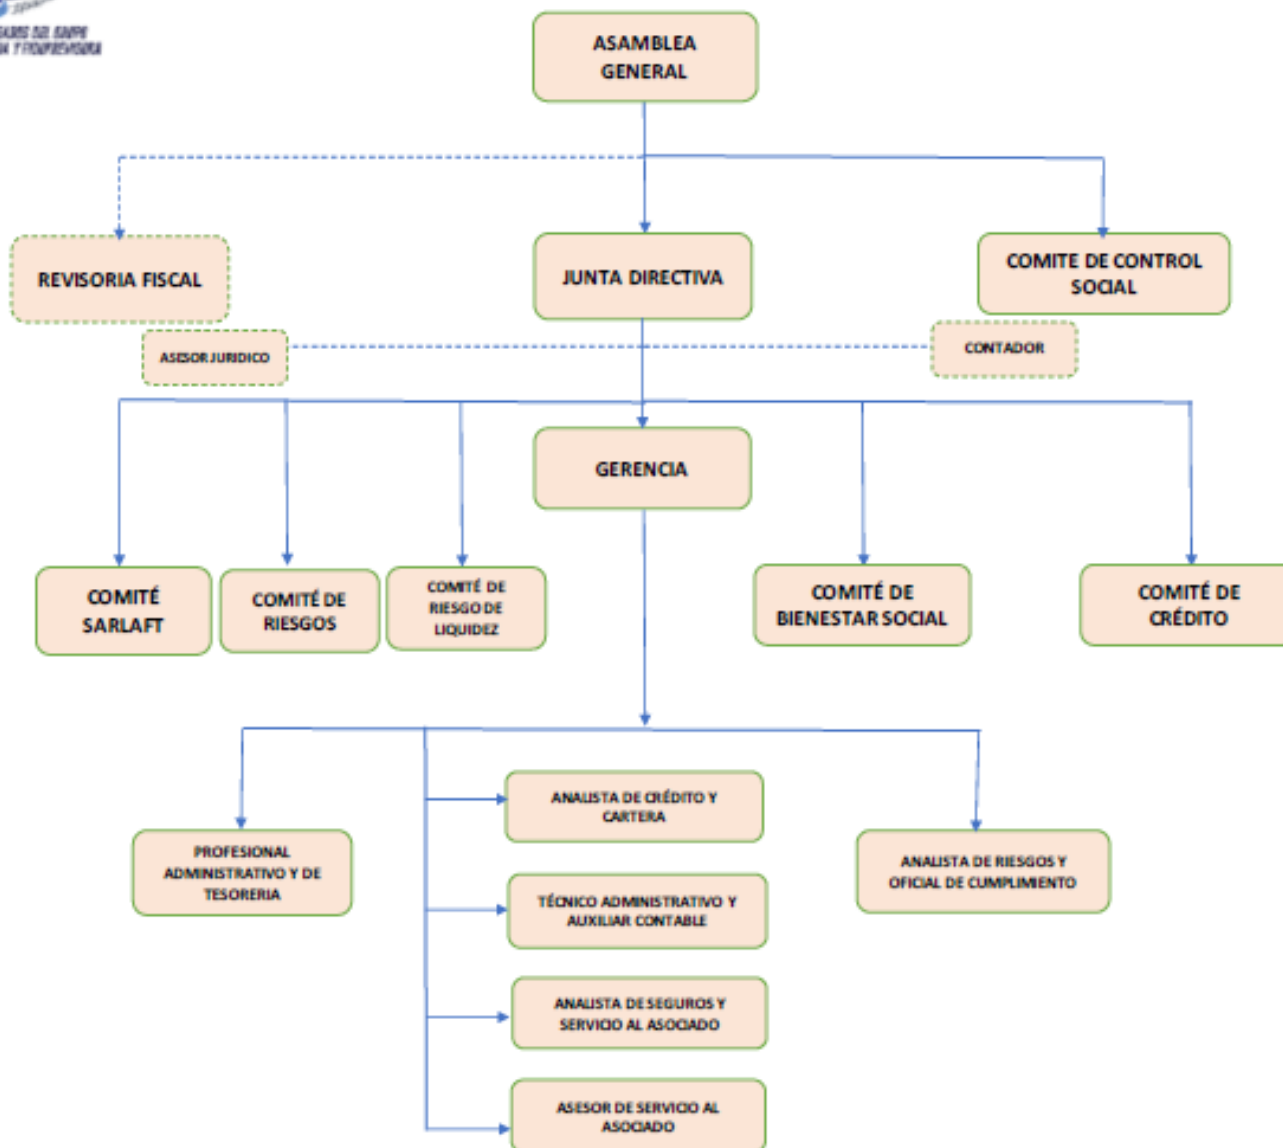 ASAMBLEA
GENERAL
REVISORIA FISCAL
JUNTA DIRECTIVA
COMITE DE CONTROL
SOCIAL
ASESOR JURIDICO
CONTADOR
GERENCIA
COMITÉ
SARLAFT
COMITÉ DE
RIESGOS
COMITÉ DE
RIESGO DE
LIQUIDEZ
COMITÉ DE
BIENESTAR SOCIAL
COMITÉ DE
CRÉDITO
ANALISTA DE CRÉDITO Y
CARTERA
PROFESIONAL
ADMINISTRATIVO Y DE
TESORERIA
ANALISTA DE RIESGOS Y
OFICIAL DE CUMPLIMIENTO
TÉCNICO ADMINISTRATIVO Y
AUXILIAR CONTABLE
ANALISTA DE SEGUROS Y
SERVICIO AL ASOCIADO
ASESOR DE SERVICIO AL
ASOCIADO